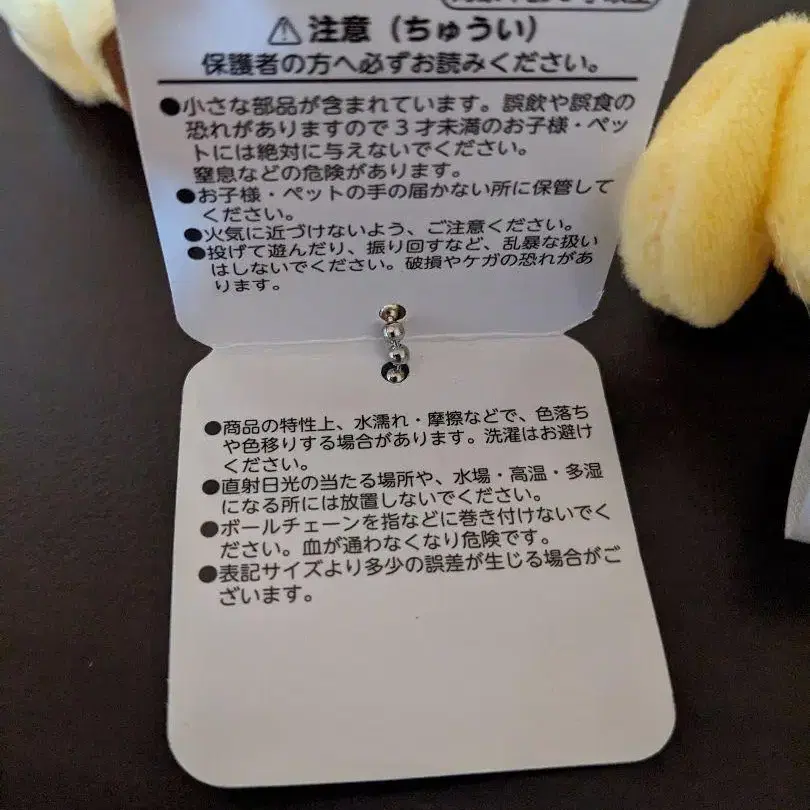 ⚠注意（ちゅうい）
保護者の方へ必ずお読みください。
●小さな部品が含まれています。誤飲や誤食の
恐れがありますので3才未満のお子様・ペッ
トには絶対に与えないでください。
窒息などの危険があります。
●お子様・ペットの手の届かない所に保管して
ください。
●火気に近づけないよう、ご注意ください。
●投げて遊んだり、振り回すなど、乱暴な扱い
はしないでください。破損やケガの恐れがあ
ります。
●商品の特性上、水濡れ・摩擦などで、色落ち
や色移りする場合があります。洗濯はお避け
ください。
●直射日光の当たる場所や、水場・高温・多湿
になる所には放置しないでください。
●ボールチェーンを指などに巻き付けないでく
ださい。血が通わなくなり危険です。
●表記サイズより多少の誤差が生じる場合がご
ざいます。